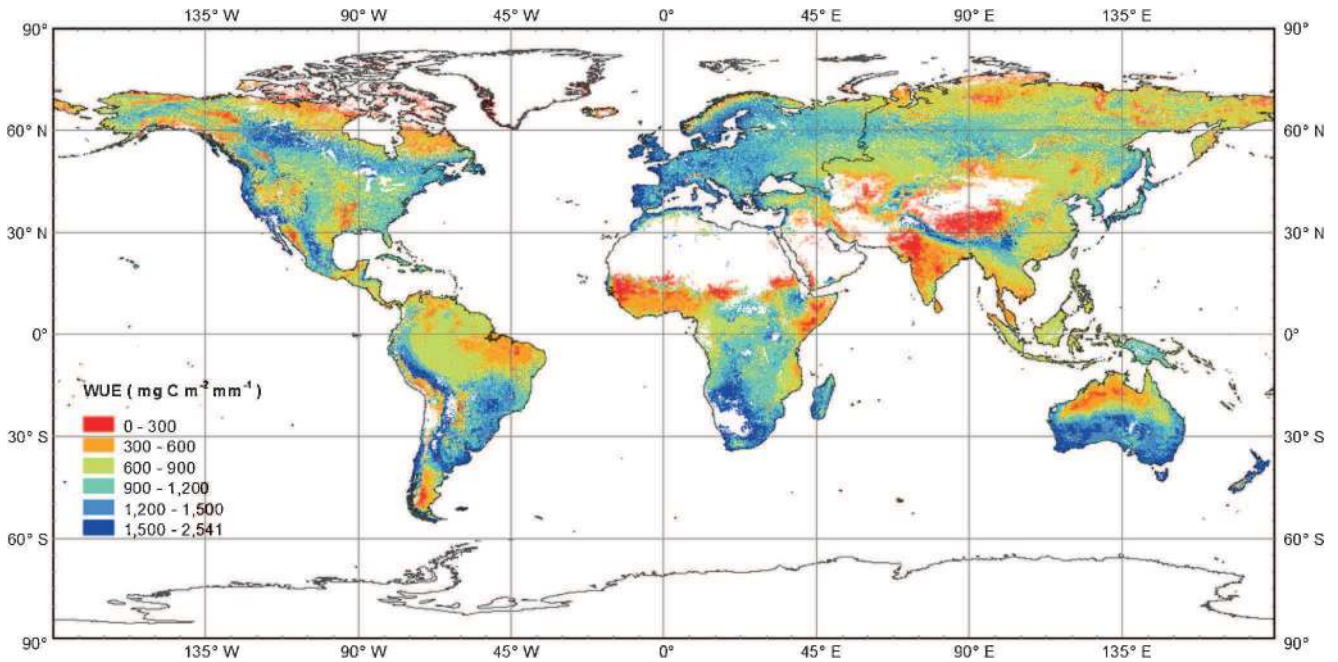 135° W 90° W 45° W 0° 45° E 90° E 135° E
90° 90°
60° N 60° N
30° N 30° N
0° 0°
WUE ( mg C m⁻² mm⁻¹ )
0 - 300
300 - 600
600 - 900
900 - 1,200
1,200 - 1,500
1,500 - 2,541
30° S 30° S
60° S 60° S
90° 90°
135° W 90° W 45° W 0° 45° E 90° E 135° E